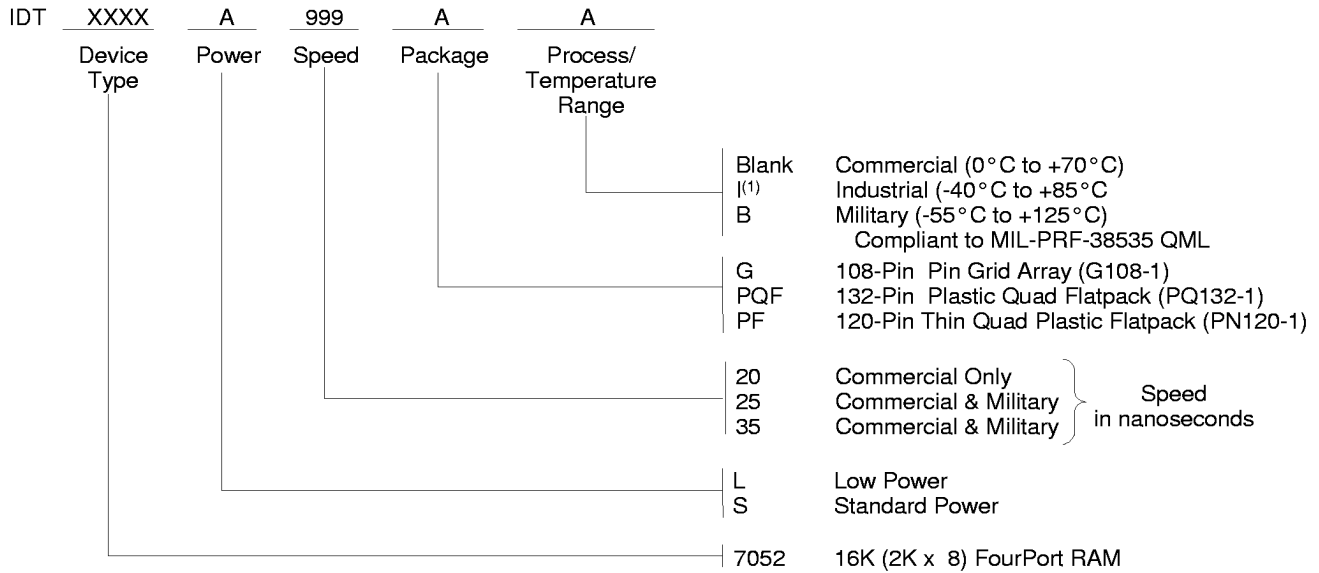 IDT XXXX A 999 A A
Device Type Power Speed Package Process/ Temperature Range
Blank Commercial (0°C to +70°C)
I(1) Industrial (-40°C to +85°C
B Military (-55°C to +125°C)
Compliant to MIL-PRF-38535 QML
G 108-Pin Pin Grid Array (G108-1)
PQF 132-Pin Plastic Quad Flatpack (PQ132-1)
PF 120-Pin Thin Quad Plastic Flatpack (PN120-1)
20 Commercial Only
25 Commercial & Military
35 Commercial & Military
Speed
in nanoseconds
L Low Power
S Standard Power
7052 16K (2K x 8) FourPort RAM